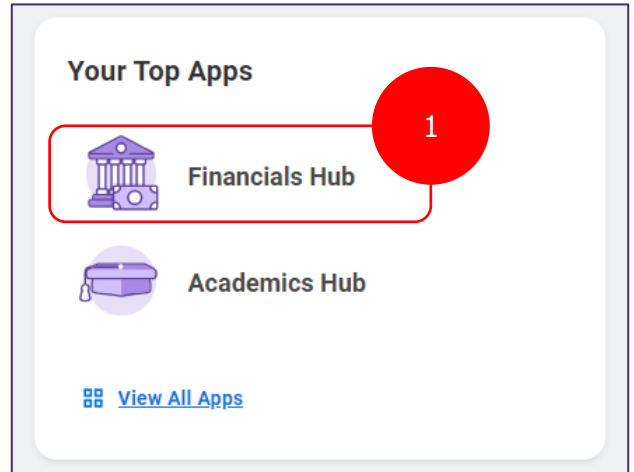 Your Top Apps
1
Financials Hub
Academics Hub
View All Apps